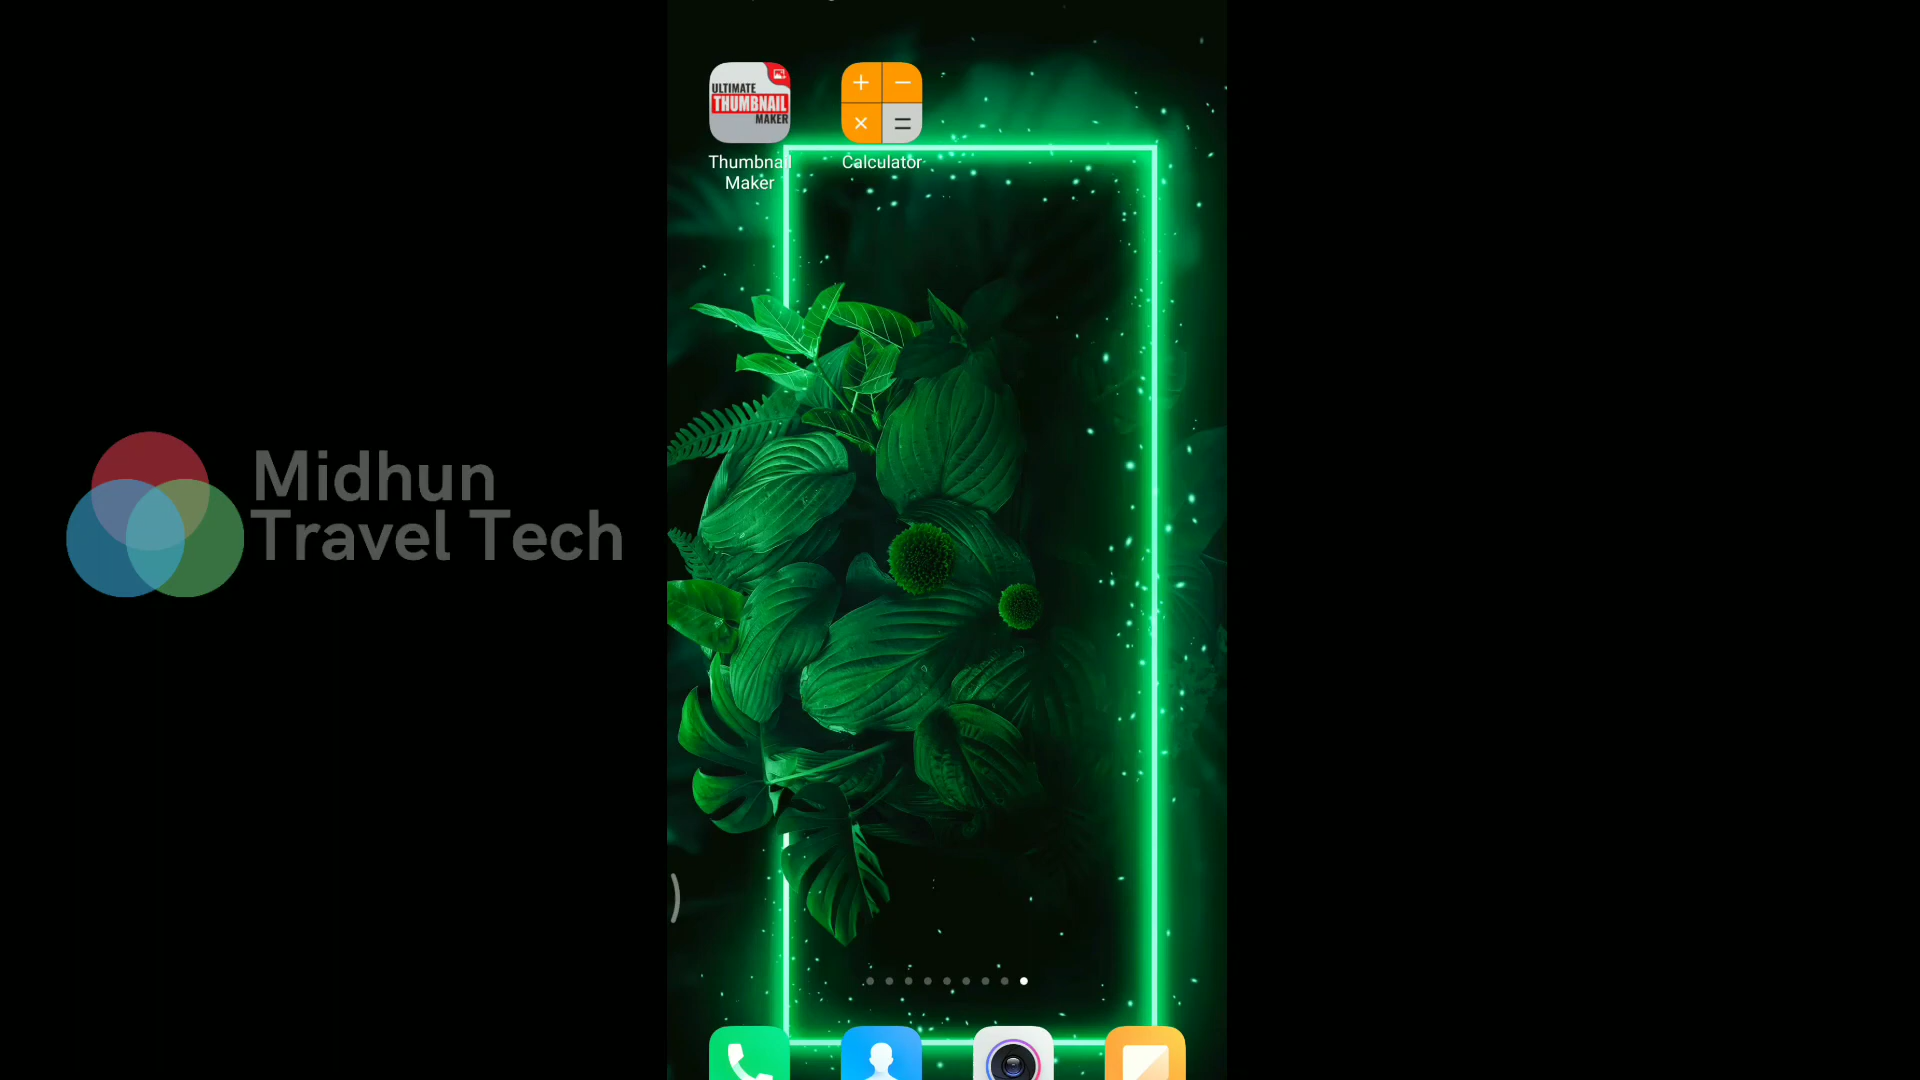 ULTIMATE
THUMBNAIL
MAKER
Thumbnail
Maker
Calculator
Midhun
Travel Tech